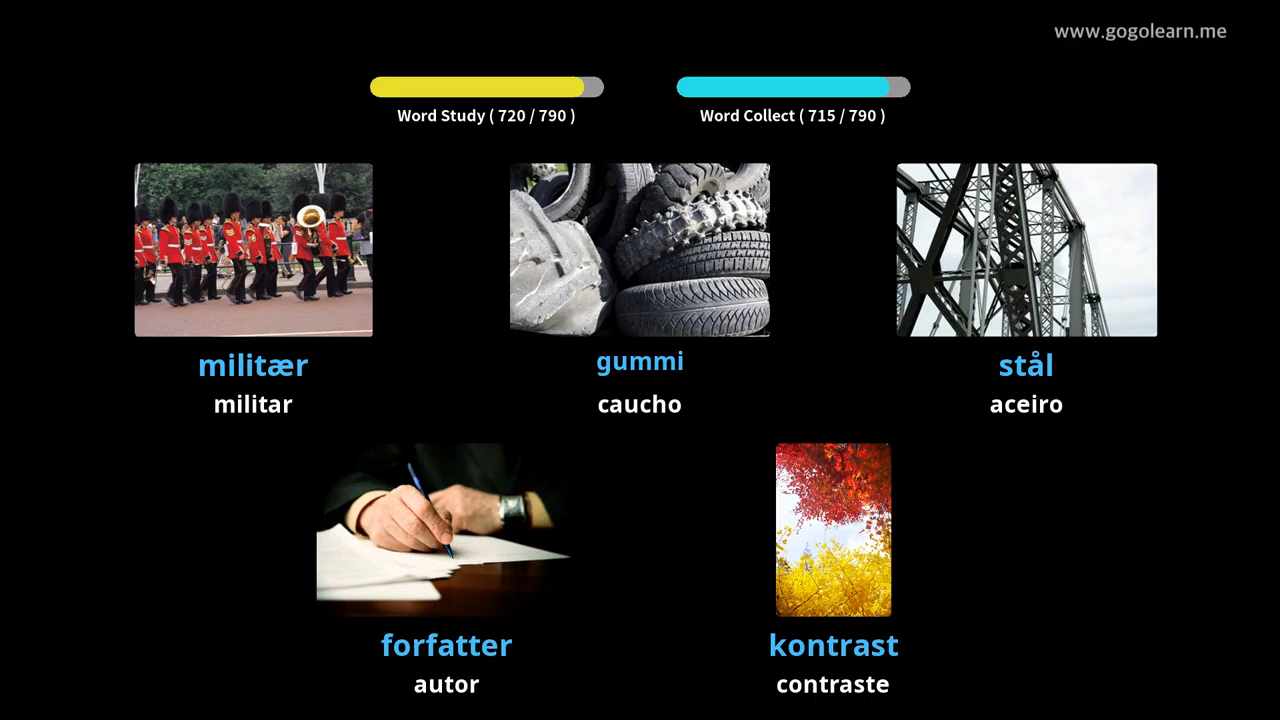 www.gogolearn.me
Word Study ( 720 / 790 )
Word Collect ( 715 / 790 )
militær
militar
gummi
caucho
stål
aceiro
forfatter
autor
kontrast
contraste